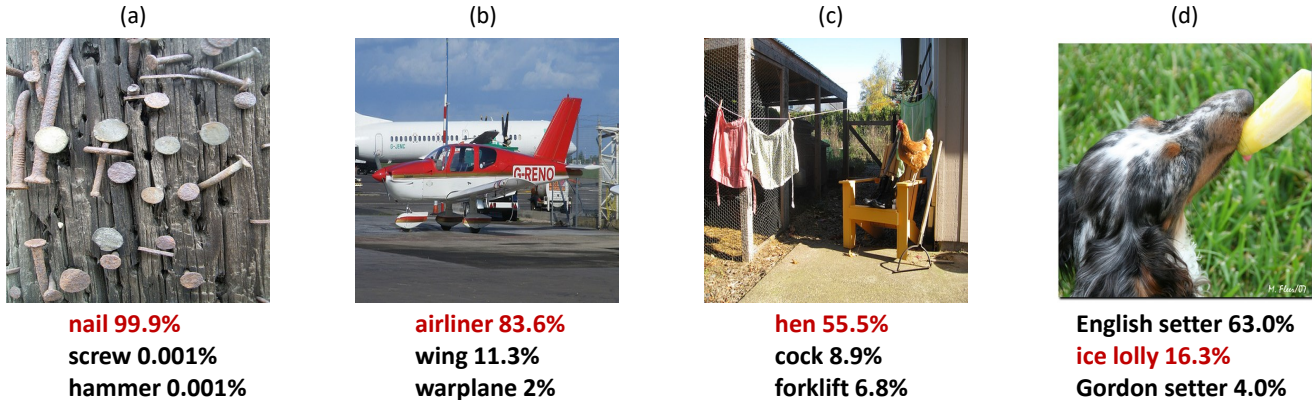 (a)
(b)
(c)
(d)
G-RENO
M. Flies/07.
nail 99.9%
screw 0.001%
hammer 0.001%
airliner 83.6%
wing 11.3%
warplane 2%
hen 55.5%
cock 8.9%
forklift 6.8%
English setter 63.0%
ice lolly 16.3%
Gordon setter 4.0%